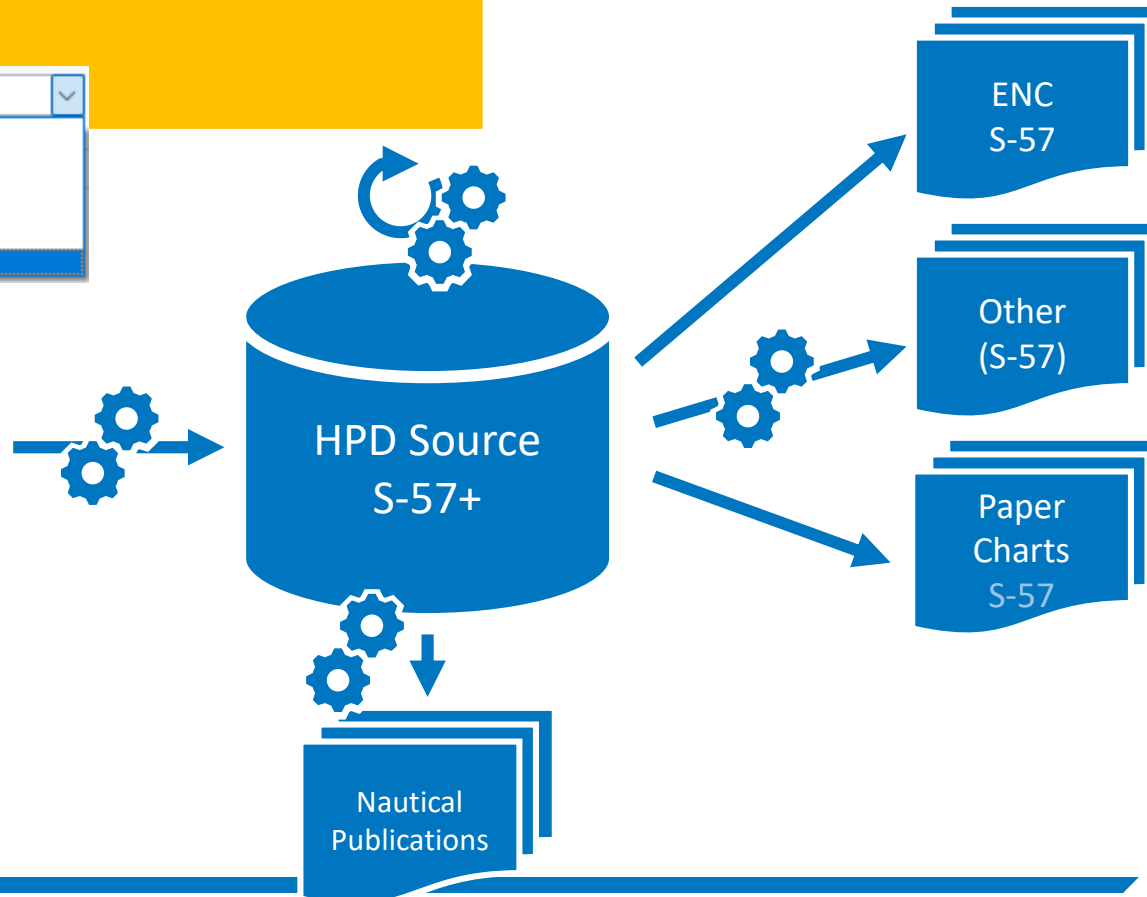 ENC
S-57
Other
(S-57)
HPD Source
S-57+
Paper
Charts
S-57
Nautical
Publications